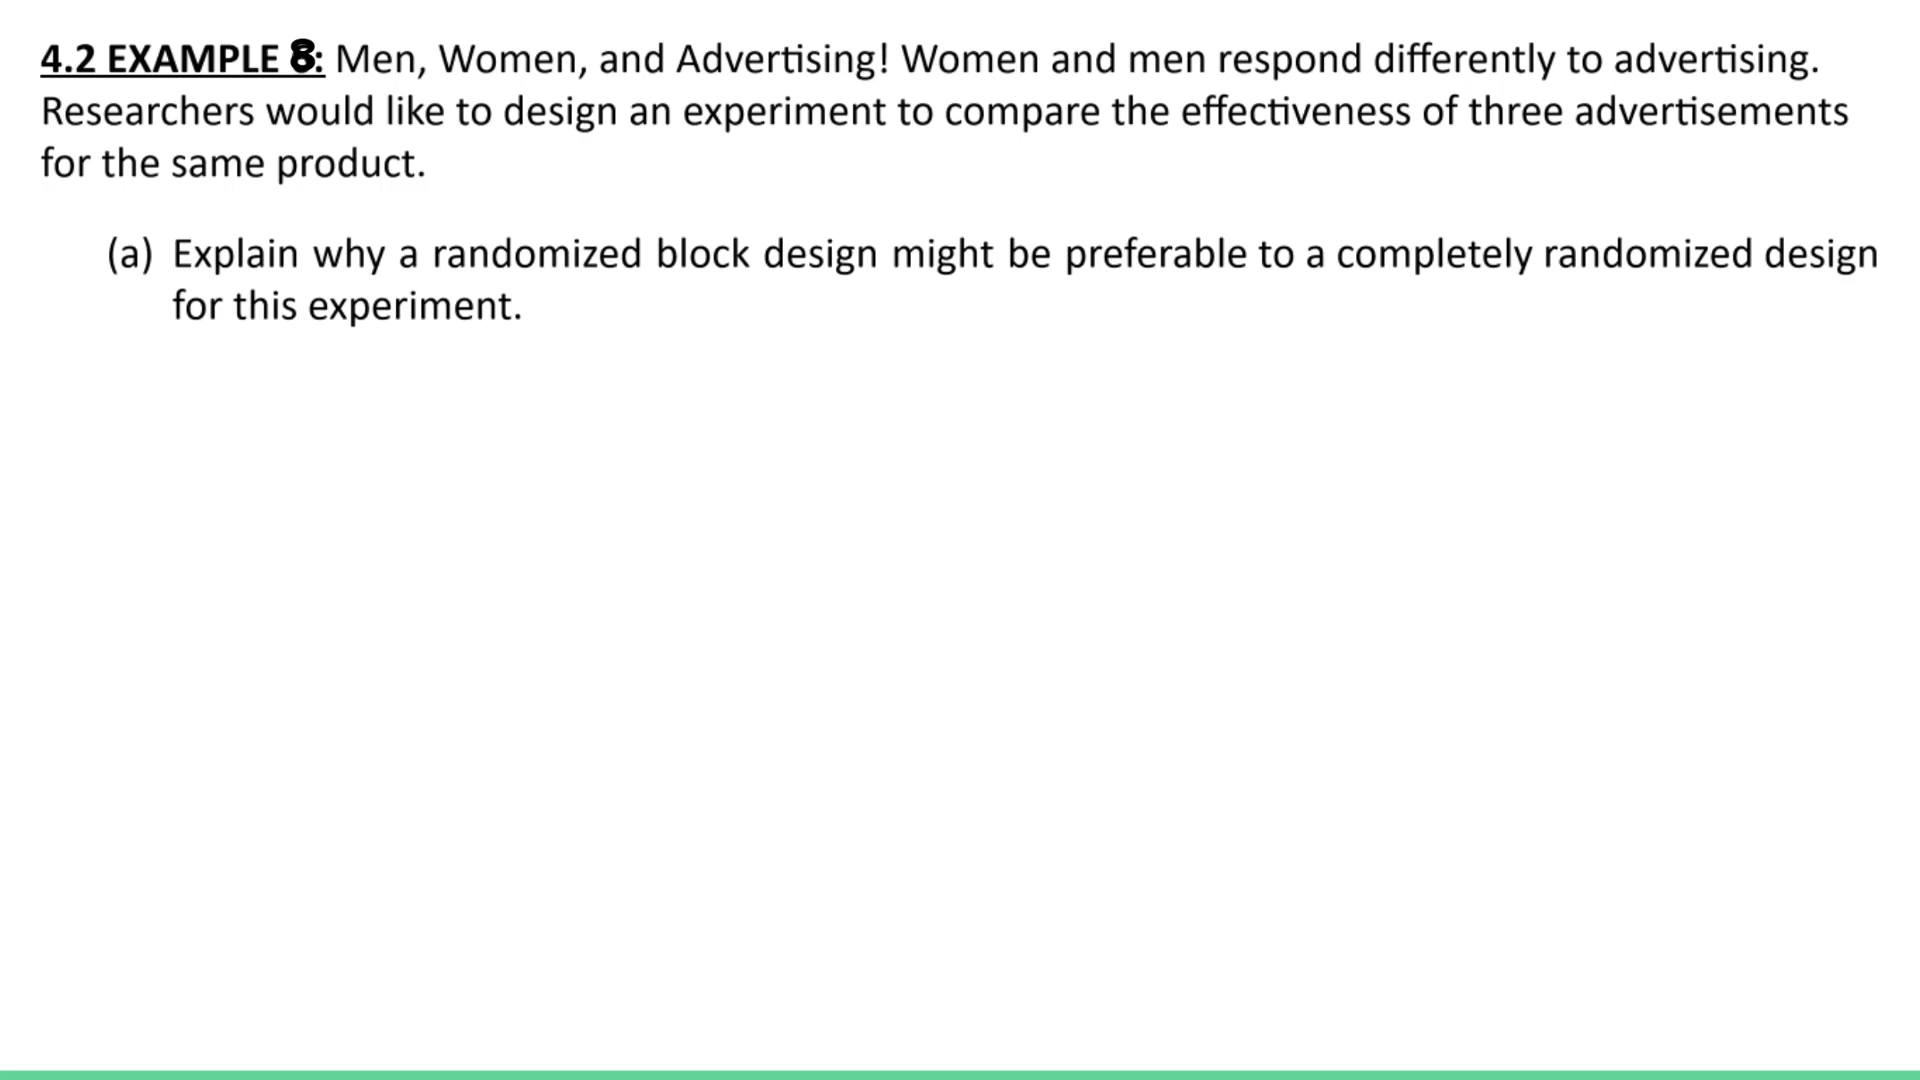 4.2 EXAMPLE 8: Men, Women, and Advertising! Women and men respond differently to advertising.
Researchers would like to design an experiment to compare the effectiveness of three advertisements
for the same product.
(a) Explain why a randomized block design might be preferable to a completely randomized design
for this experiment.